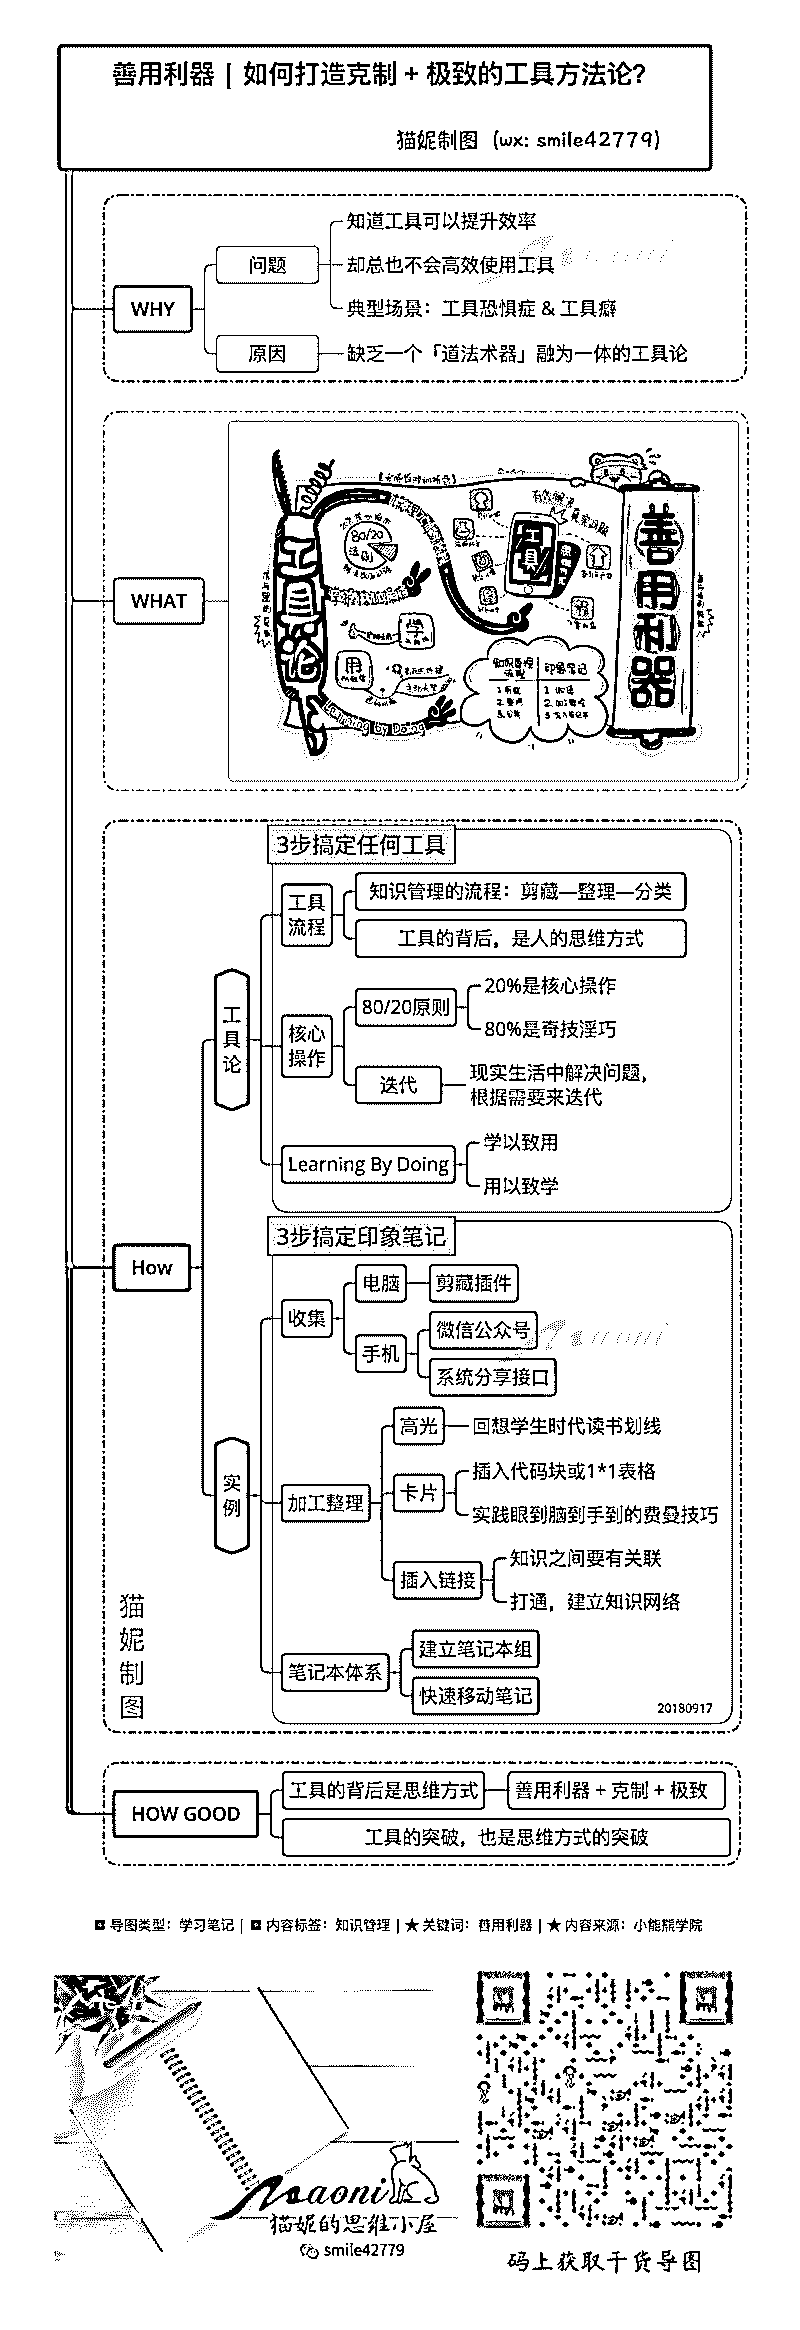 善用利器 | 如何打造克制 + 极致的工具方法论?
猫妮制图 (wx: smile42779)
WHY
问题
知道工具可以提升效率
却总也不会高效使用工具
典型场景：工具恐惧症 & 工具癖
原因
缺乏一个「道法术器」融为一体的工具论
WHAT
工具论
80/20
法则
学
用
Learning by Doing
工具
善用利器
印象笔记
How
工具论
3步搞定任何工具
工具
流程
知识管理的流程：剪藏—整理—分类
工具的背后，是人的思维方式
核心
操作
80/20原则
20%是核心操作
80%是奇技淫巧
迭代
现实生活中解决问题，
根据需要来迭代
Learning By Doing
学以致用
用以致学
实例
3步搞定印象笔记
收集
电脑
剪藏插件
手机
微信公众号
系统分享接口
加工整理
高光
回想学生时代读书划线
卡片
插入代码块或1*1表格
实践眼到脑到手到的费曼技巧
插入链接
知识之间要有关联
打通，建立知识网络
笔记本体系
建立笔记本组
快速移动笔记
猫妮制图
20180917
HOW GOOD
工具的背后是思维方式
善用利器 + 克制 + 极致
工具的突破，也是思维方式的突破
导图类型：学习笔记 | 内容标签：知识管理 | ★ 关键词：善用利器 | ★ 内容来源：小能熊学院
Maoni
猫妮的思维小屋
smile42779
码上获取干货导图